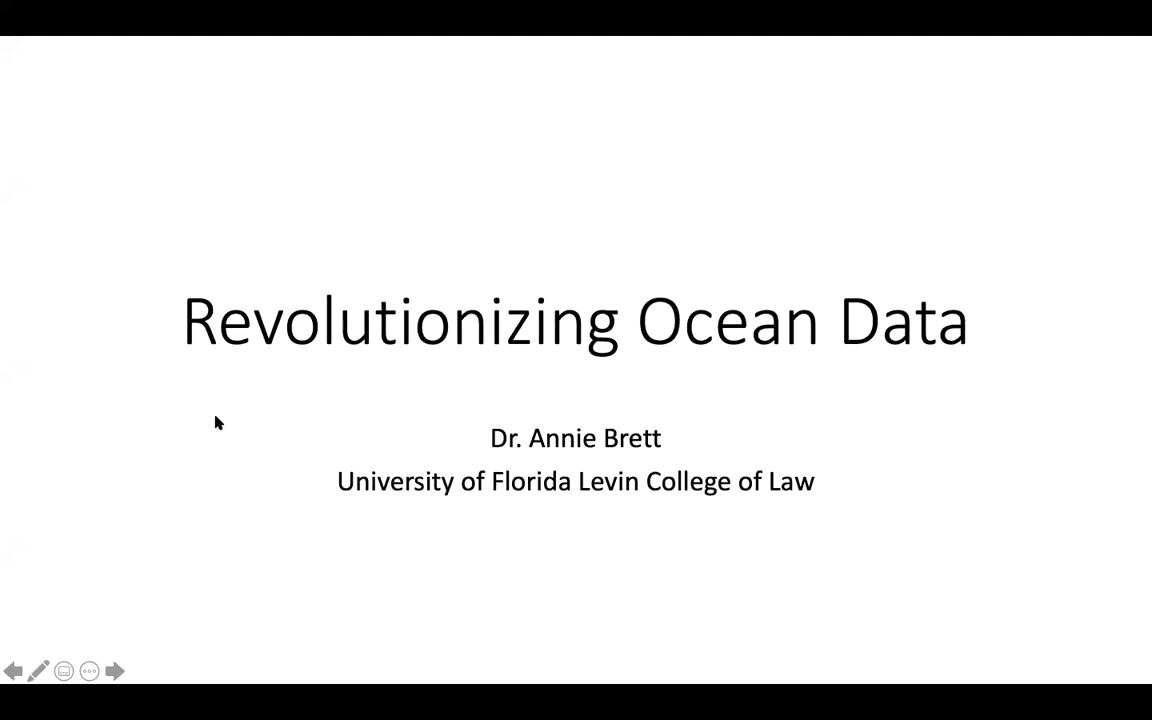 Revolutionizing Ocean Data
Dr. Annie Brett
University of Florida Levin College of Law